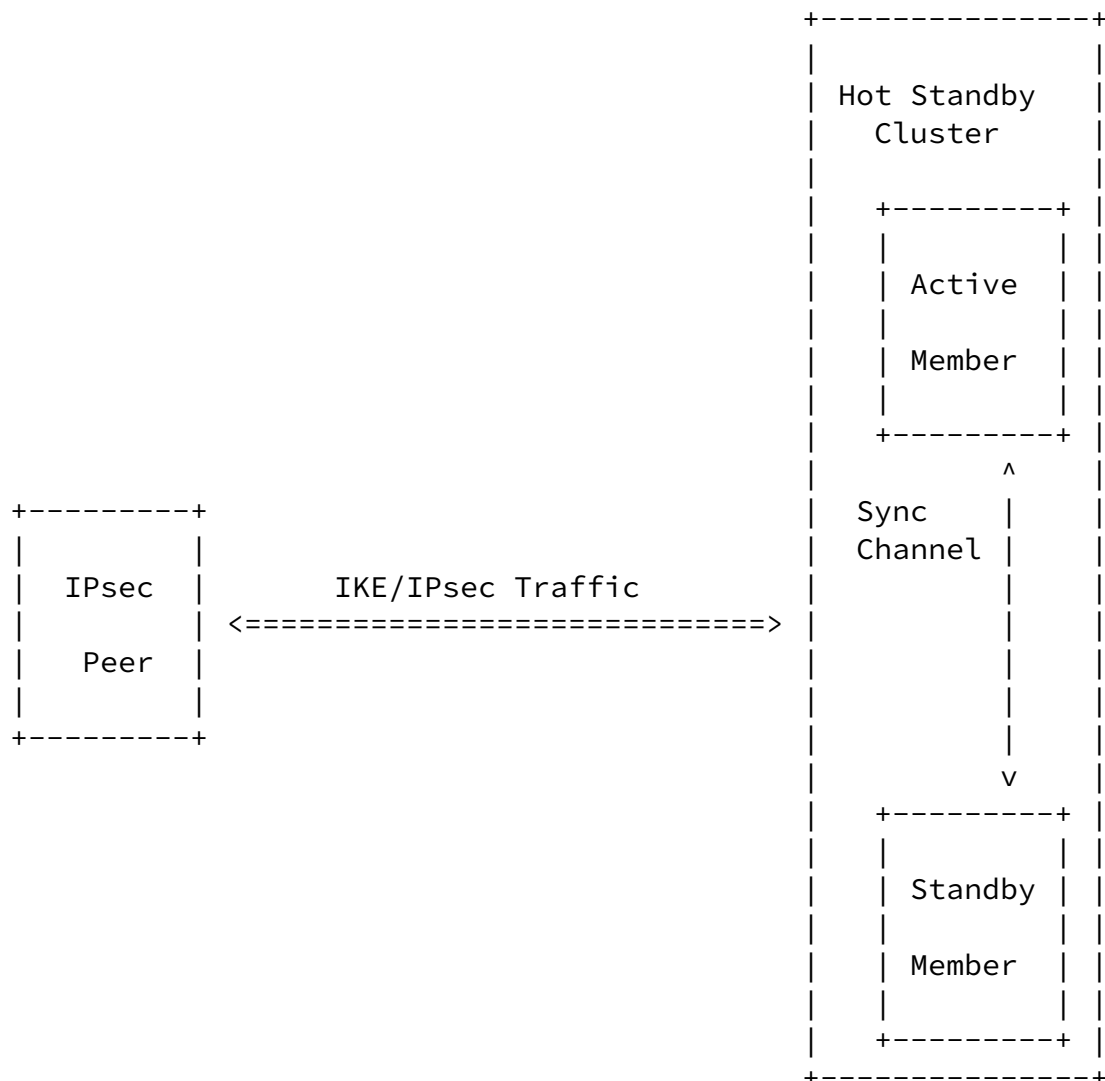 Hot Standby
Cluster
Active
Member
Sync
Channel
IPsec
Peer
IKE/IPsec Traffic
Standby
Member